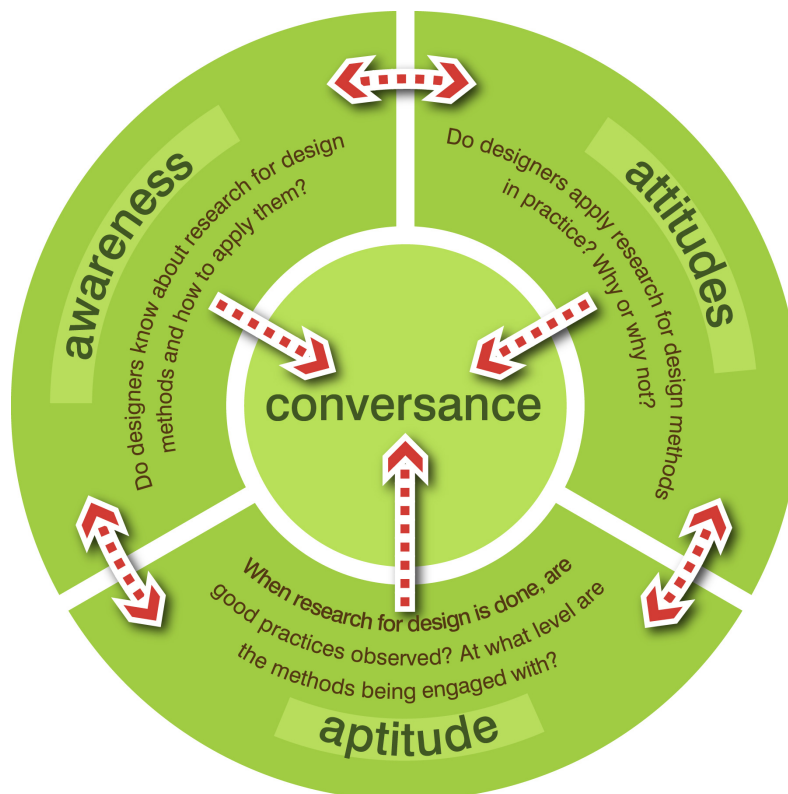 awareness
Do designers know about research for design
methods and how to apply them?
attitudes
Do designers apply research for design methods
in practice? Why or why not?
conversance
When research for design is done, are
good practices observed? At what level are
the methods being engaged with?
aptitude